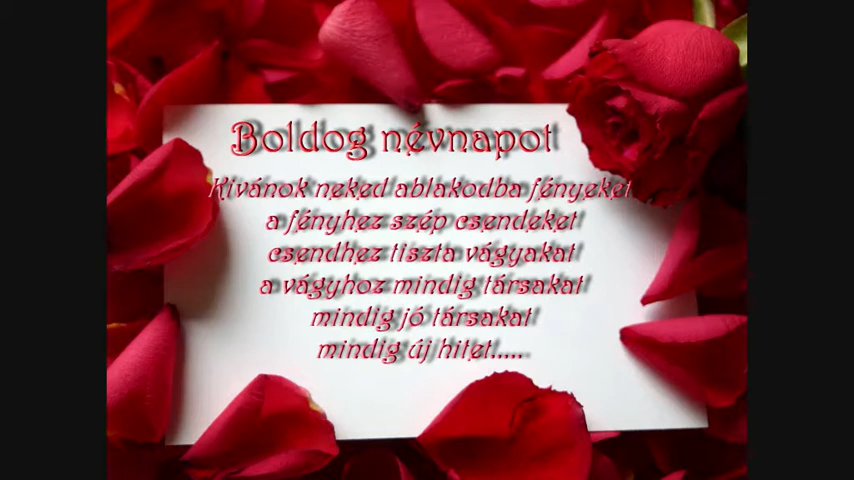 Boldog névnapot
Kivánok neked ablakodba fényeket
a fényhez szép csendeket
csendhez tiszta vágyakat
a vágyhoz mindig társakat
mindig jó társakat
mindig új hitet.....